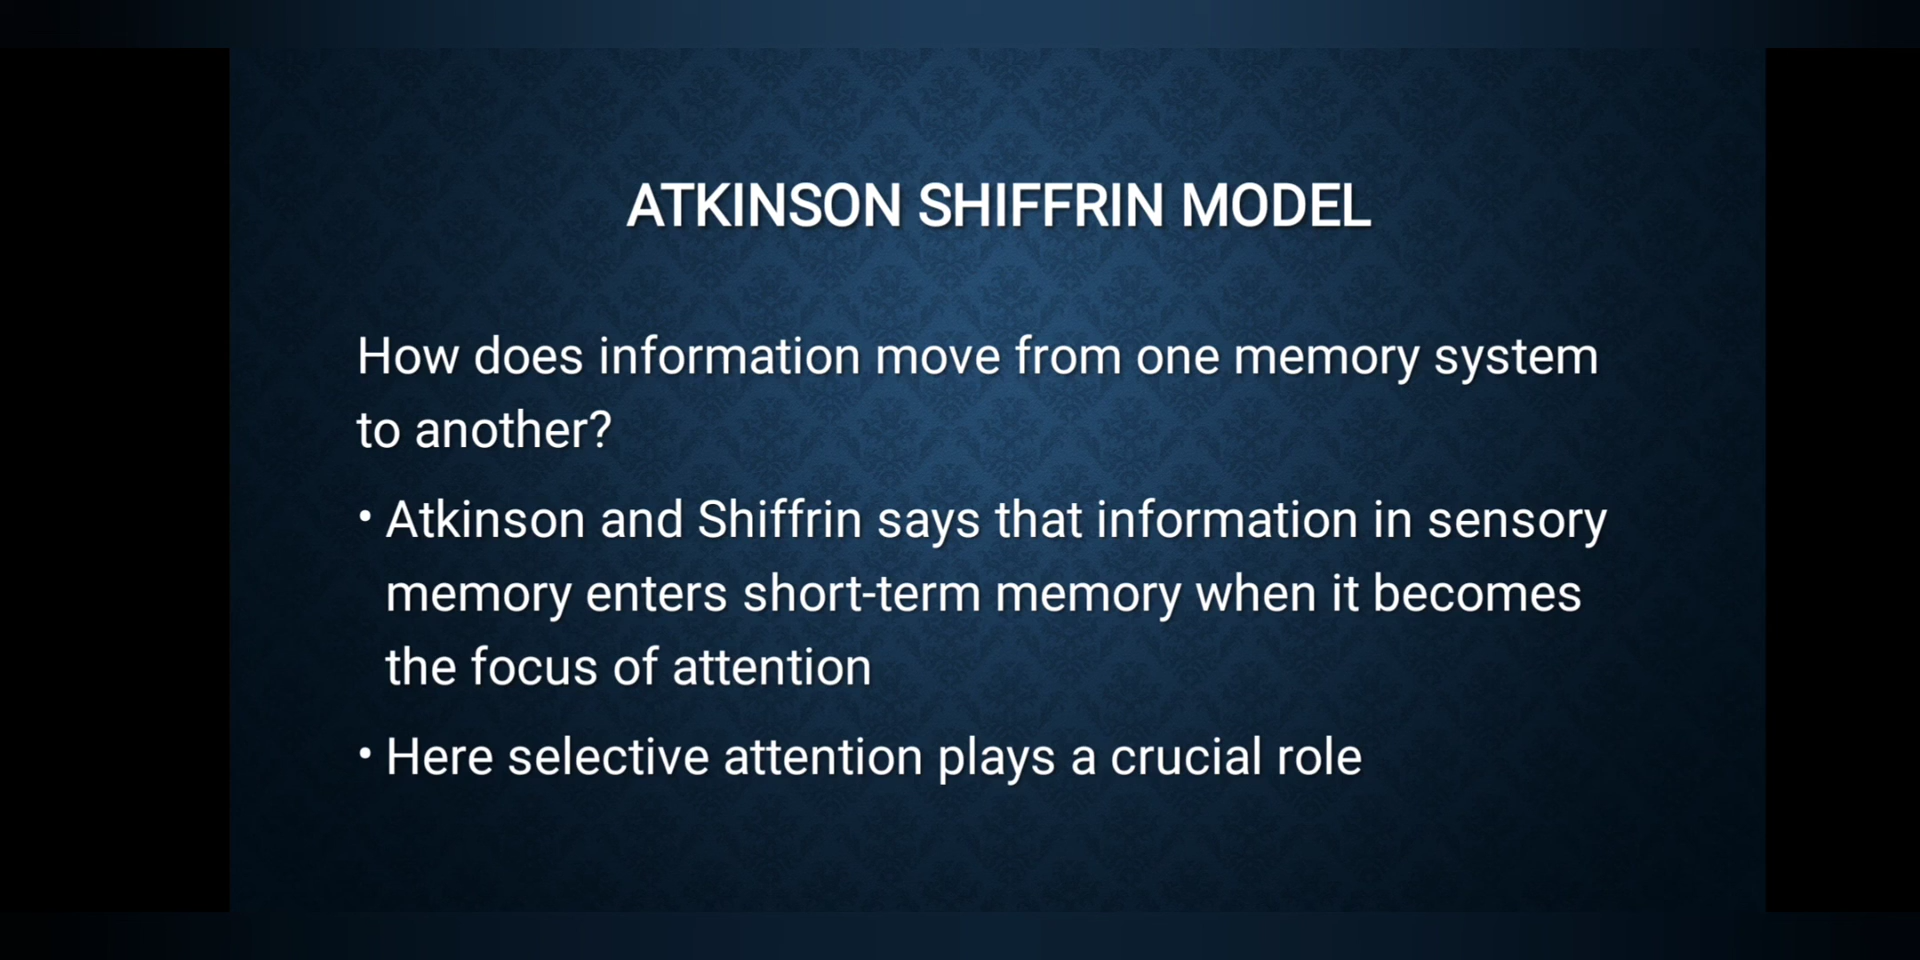 ATKINSON SHIFFRIN MODEL
How does information move from one memory system
to another?
• Atkinson and Shiffrin says that information in sensory
memory enters short-term memory when it becomes
the focus of attention
• Here selective attention plays a crucial role